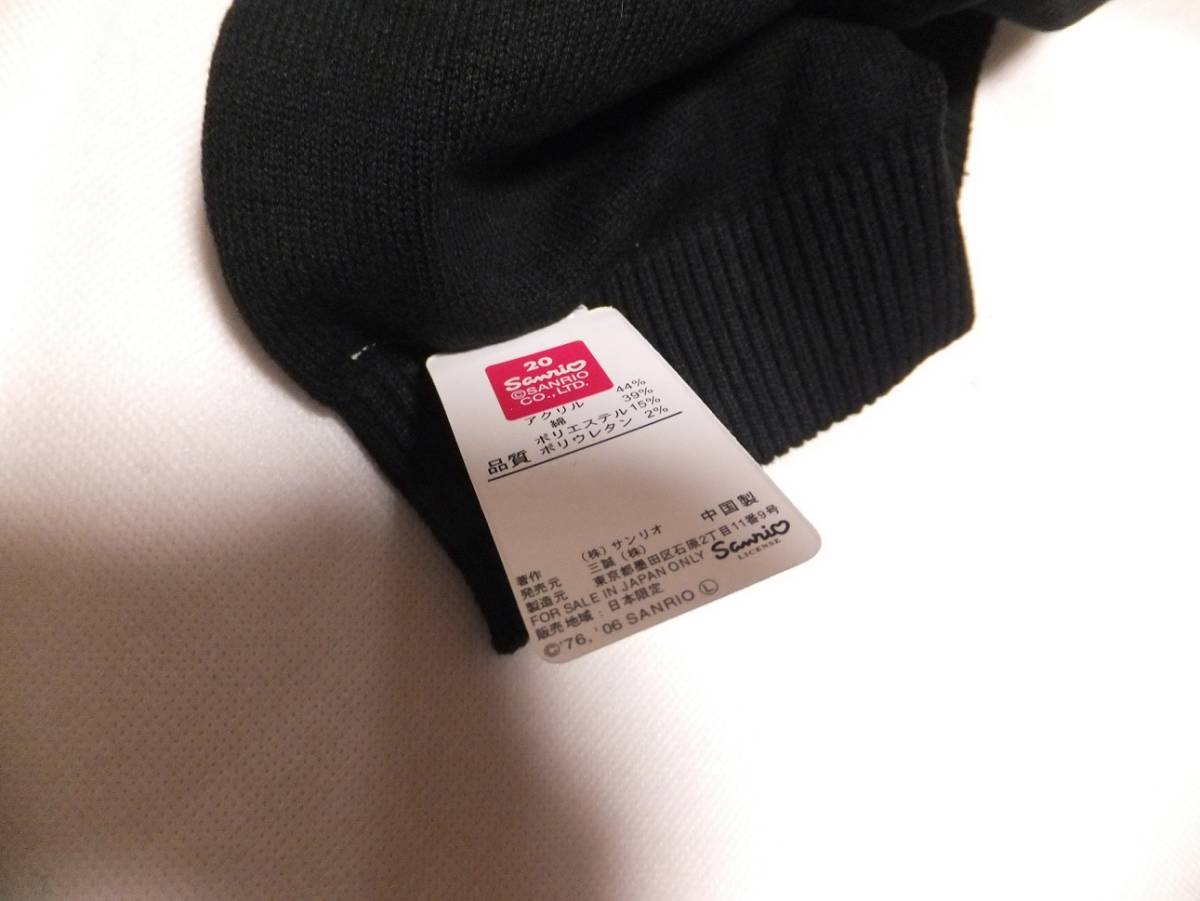 20
Sanrio
©SANRIO
CO., LTD.
アクリル 44%
綿 39%
ポリエステル 15%
品質 ポリウレタン 2%
中国製
著作 (株)サンリオ
発売元 三誠(株)
製造元 東京都墨田区石原2丁目11番9号
FOR SALE IN JAPAN ONLY
販売地域:日本限定
©'76, '06 SANRIO Ⓛ
Sanrio
LICENSE